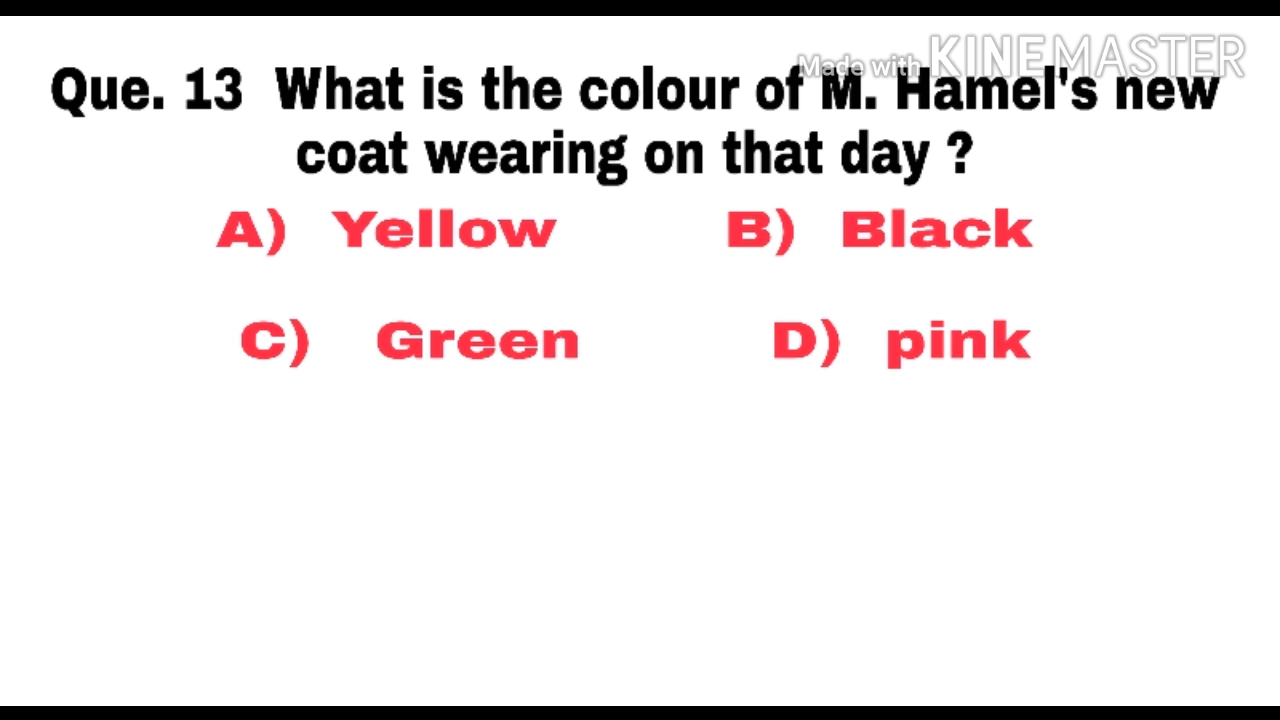 Made with KINEMASTER
Que. 13 What is the colour of M. Hamel's new
coat wearing on that day ?
A) Yellow B) Black
C) Green D) pink